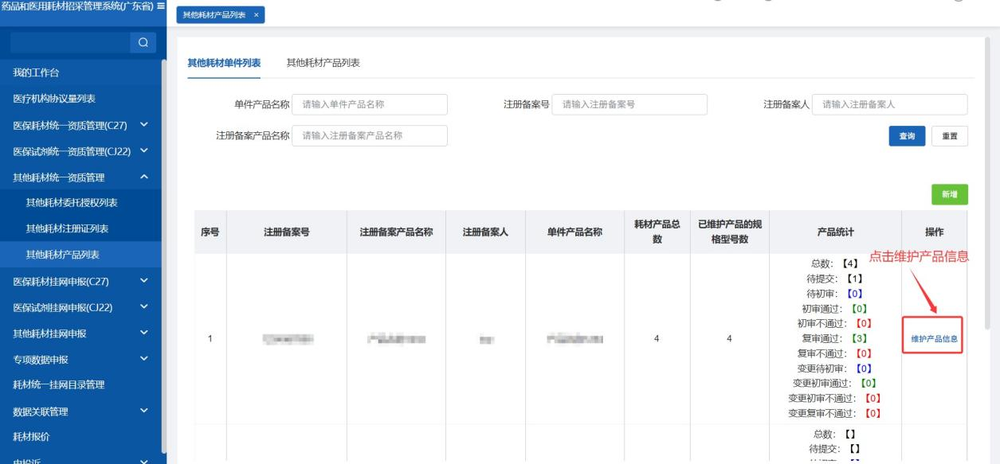 药品和医用耗材招采管理系统(广东省)
其他耗材产品列表 ×
我的工作台
医疗机构协议量列表
医保耗材统一资质管理(C27)
医保试剂统一资质管理(CJ22)
其他耗材统一资质管理
其他耗材委托授权列表
其他耗材注册证列表
其他耗材产品列表
医保耗材挂网申报(C27)
医保试剂挂网申报(CJ22)
其他耗材挂网申报
专项数据申报
耗材统一挂网目录管理
数据关联管理
耗材报价
申投诉
其他耗材单件列表 其他耗材产品列表
单件产品名称 请输入单件产品名称 注册备案号 请输入注册备案号 注册备案人 请输入注册备案人
注册备案产品名称 请输入注册备案产品名称 查询 重置
新增
序号 注册备案号 注册备案产品名称 注册备案人 单件产品名称 耗材产品总数 已维护产品的规格型号数 产品统计 操作
点击维护产品信息
1 4 4 维护产品信息
总数：【4】
待提交：【1】
待初审：【0】
初审通过：【0】
初审不通过：【0】
复审通过：【3】
复审不通过：【0】
变更待初审：【0】
变更初审通过：【0】
变更初审不通过：【0】
变更复审不通过：【0】
总数：【】
待提交：【】